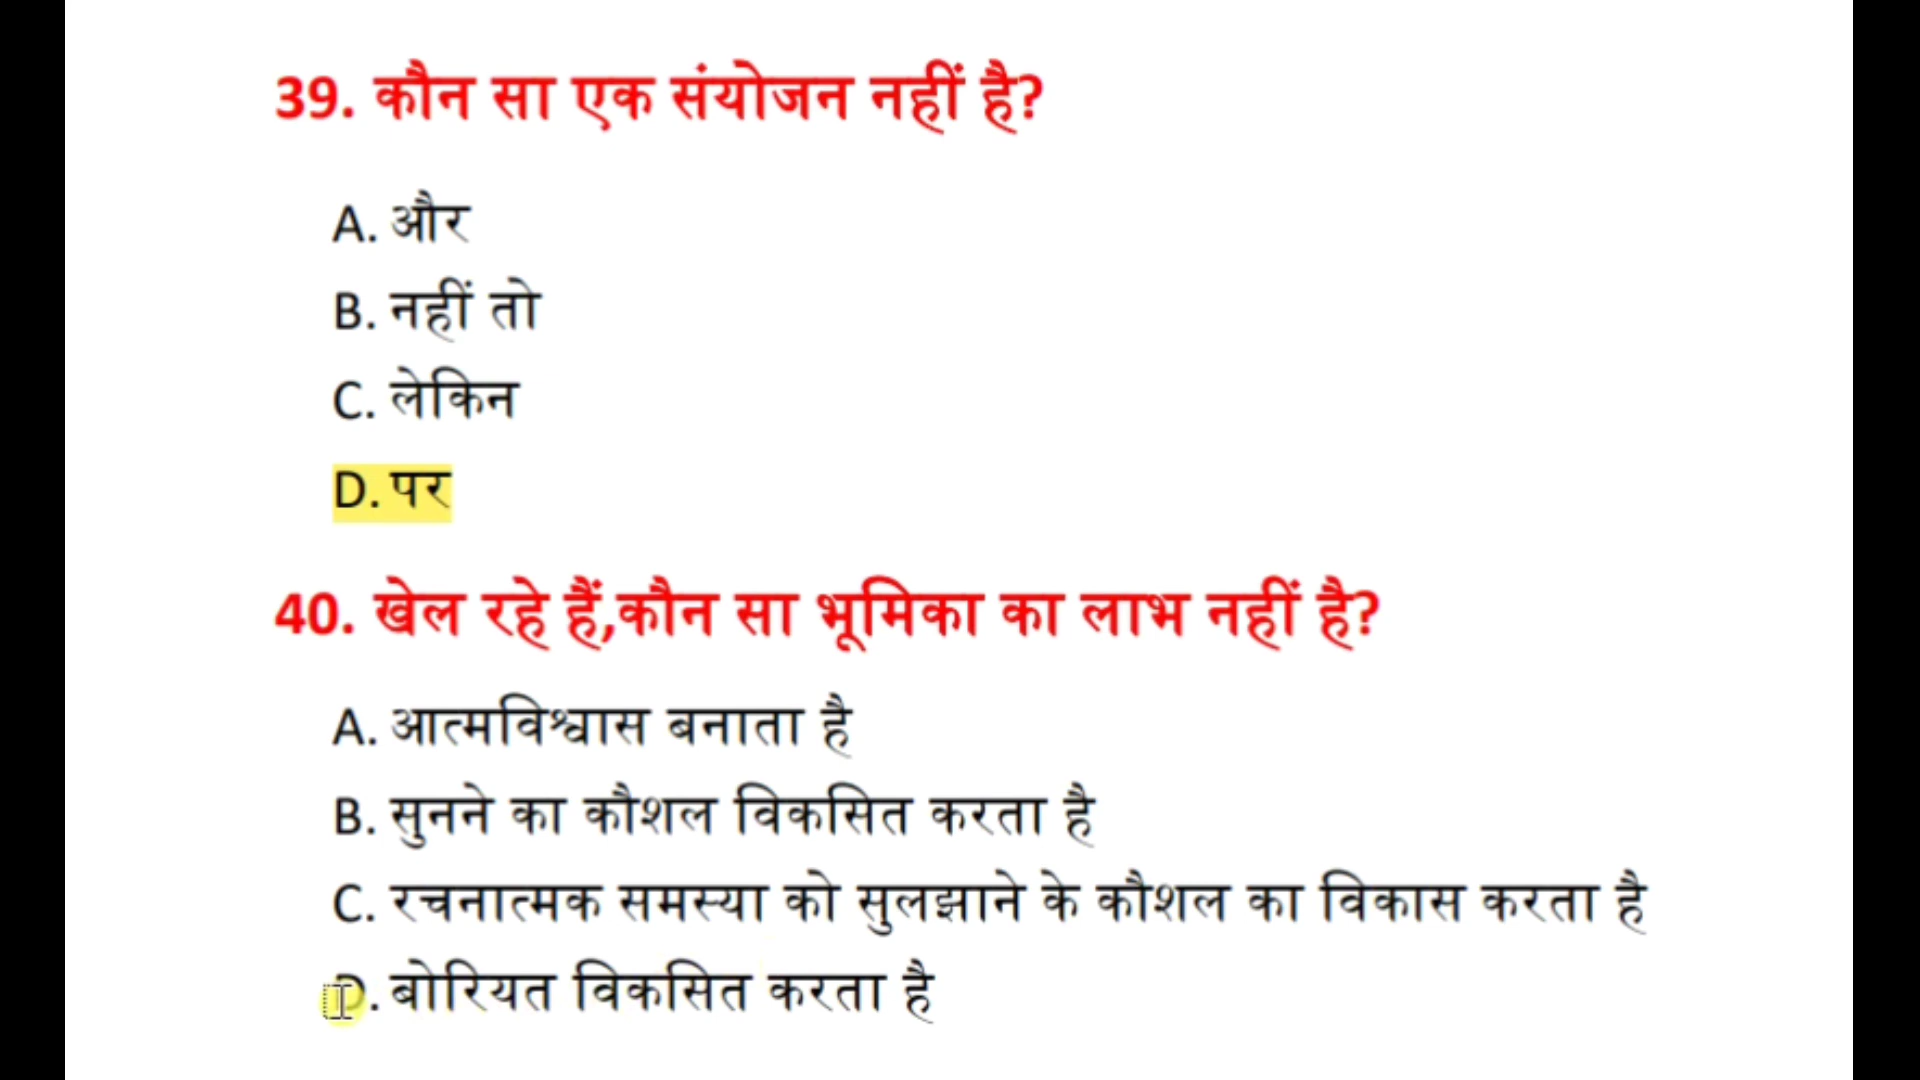 39. कौन सा एक संयोजन नहीं है?
A. और
B. नहीं तो
C. लेकिन
D. पर
40. खेल रहे हैं,कौन सा भूमिका का लाभ नहीं है?
A. आत्मविश्वास बनाता है
B. सुनने का कौशल विकसित करता है
C. रचनात्मक समस्या को सुलझाने के कौशल का विकास करता है
D. बोरियत विकसित करता है